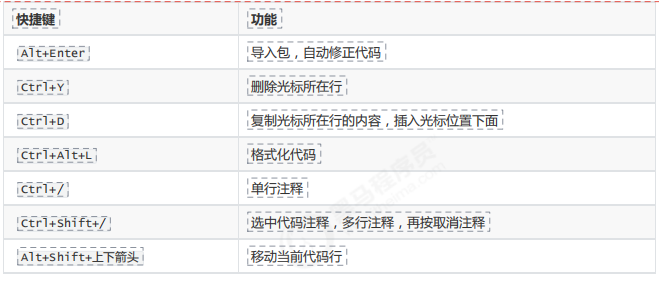 快捷键 功能
Alt+Enter 导入包，自动修正代码
Ctrl+Y 删除光标所在行
Ctrl+D 复制光标所在行的内容，插入光标位置下面
Ctrl+Alt+L 格式化代码
Ctrl+/ 单行注释
Ctrl+Shift+/ 选中代码注释，多行注释，再按取消注释
Alt+Shift+上下箭头 移动当前代码行